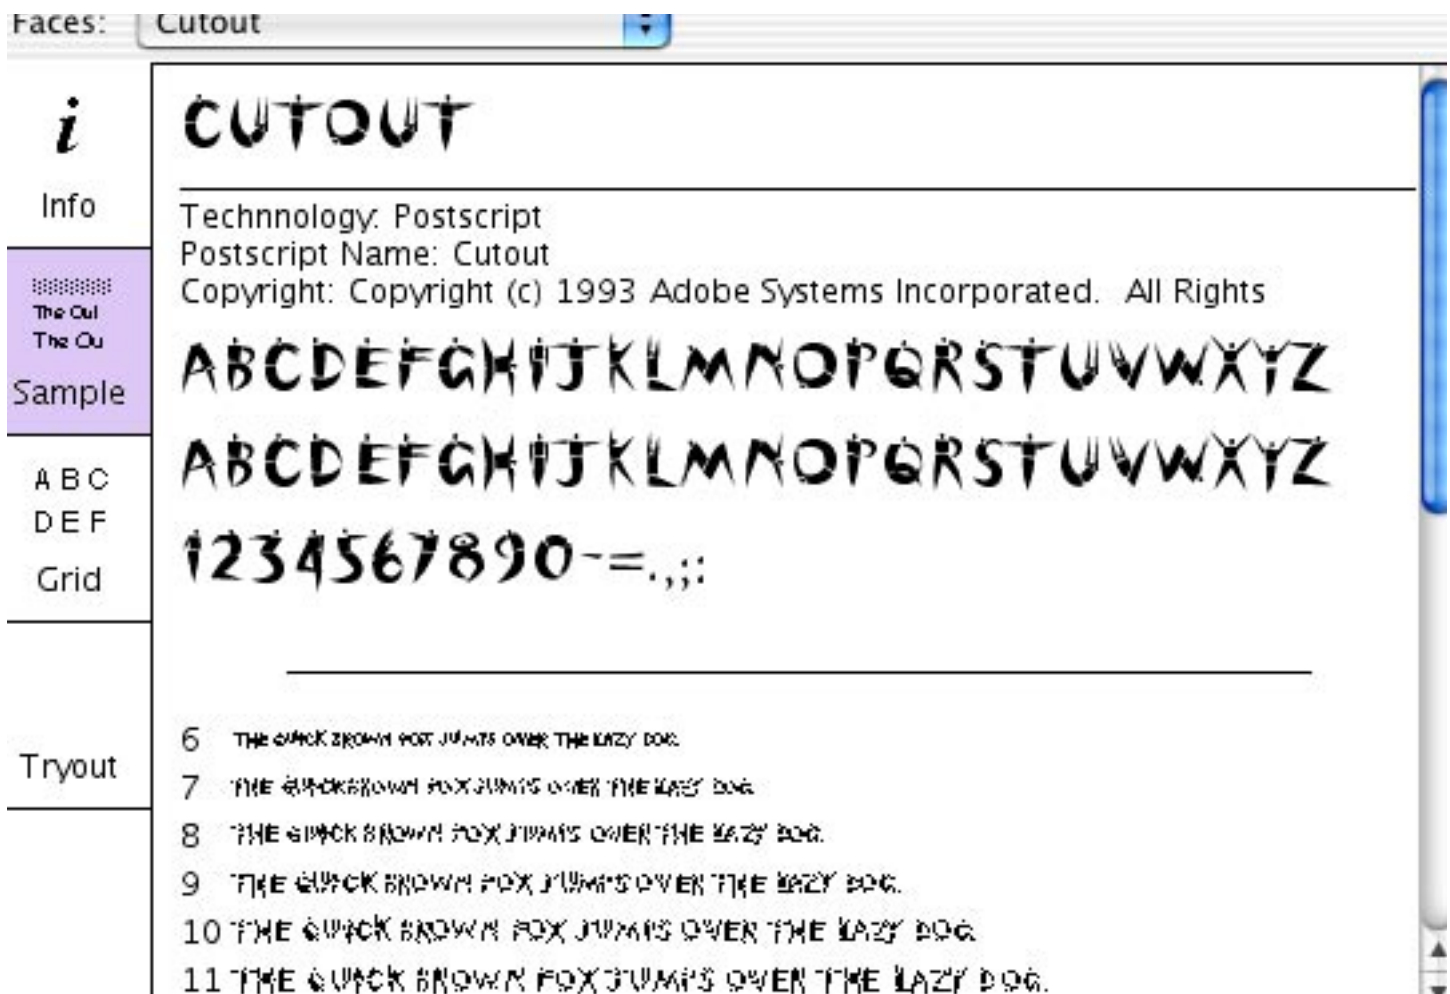 Faces: Cutout
i
Info
The Qui
The Qu
Sample
A B C
D E F
Grid
Tryout
CUTOUT
Technnology: Postscript
Postscript Name: Cutout
Copyright: Copyright (c) 1993 Adobe Systems Incorporated. All Rights
ABCDEFGHIJKLMNOPQRSTUVWXYZ
ABCDEFGHIJKLMNOPQRSTUVWXYZ
1234567890-=.,;:
6 THE QUICK BROWN FOX JUMPS OVER THE LAZY DOG.
7 THE QUICK BROWN FOX JUMPS OVER THE LAZY DOG.
8 THE QUICK BROWN FOX JUMPS OVER THE LAZY DOG.
9 THE QUICK BROWN FOX JUMPS OVER THE LAZY DOG.
10 THE QUICK BROWN FOX JUMPS OVER THE LAZY DOG.
11 THE QUICK BROWN FOX JUMPS OVER THE LAZY DOG.